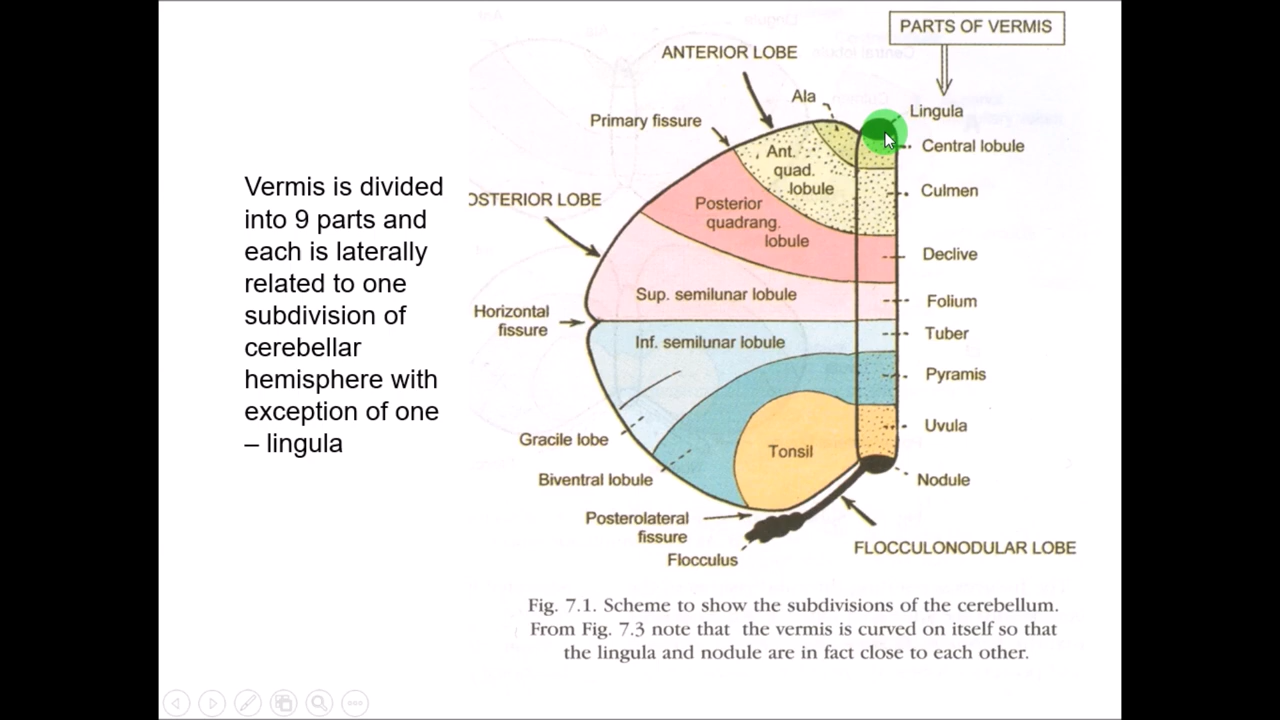 Vermis is divided
into 9 parts and
each is laterally
related to one
subdivision of
cerebellar
hemisphere with
exception of one
– lingula
PARTS OF VERMIS
ANTERIOR LOBE
Ala
Lingula
Primary fissure
Central lobule
Ant.
quad.
lobule
Culmen
OSTERIOR LOBE
Posterior
quadrang.
lobule
Declive
Sup. semilunar lobule
Folium
Horizontal
fissure
Tuber
Inf. semilunar lobule
Pyramis
Uvula
Gracile lobe
Tonsil
Biventral lobule
Nodule
Posterolateral
fissure
Flocculus
FLOCCULONODULAR LOBE
Fig. 7.1. Scheme to show the subdivisions of the cerebellum.
From Fig. 7.3 note that the vermis is curved on itself so that
the lingula and nodule are in fact close to each other.